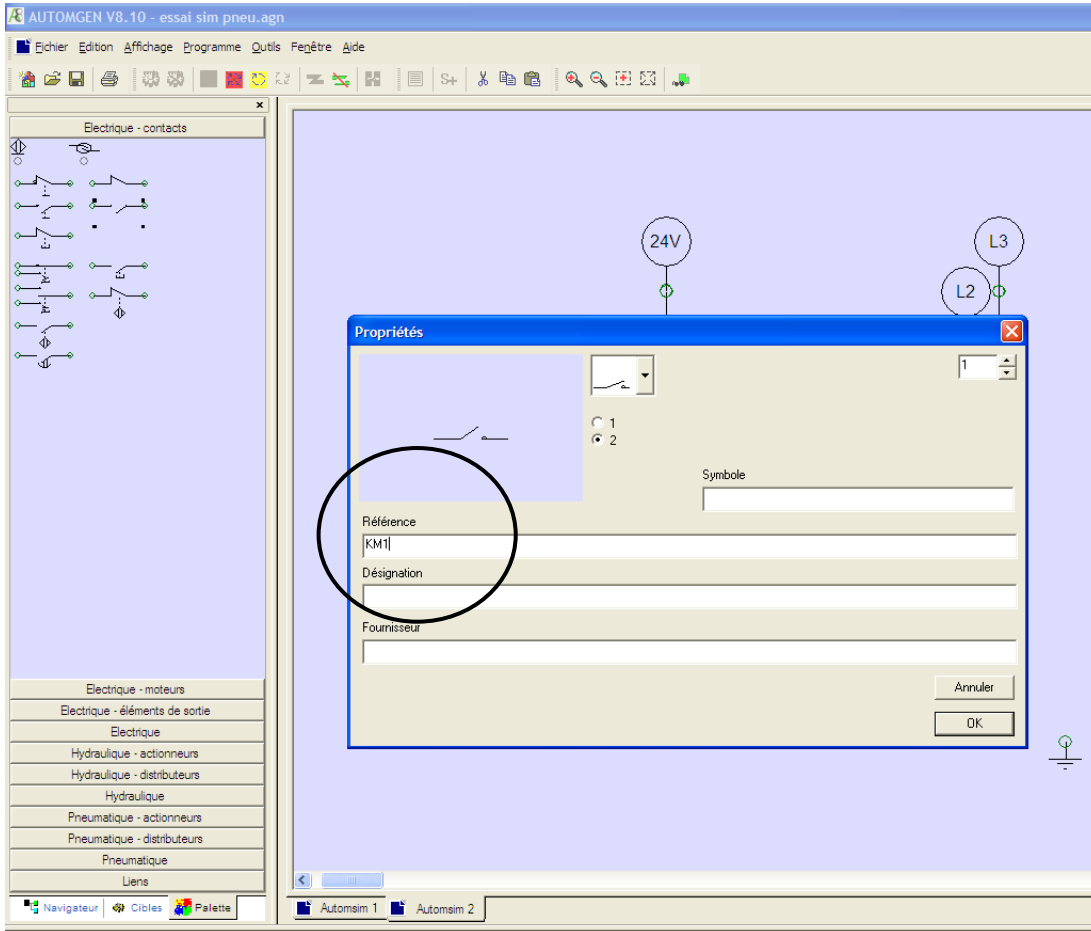 AUTOMGEN V8.10 - essai sim pneu.agn
Fichier Edition Affichage Programme Outils Fenêtre Aide
S+
×
Electrique - contacts
24V
L3
L2
Propriétés
1
1
2
Symbole
Référence
KM1
Désignation
Fournisseur
Annuler
OK
Electrique - moteurs
Electrique - éléments de sortie
Electrique
Hydraulique - actionneurs
Hydraulique - distributeurs
Hydraulique
Pneumatique - actionneurs
Pneumatique - distributeurs
Pneumatique
Liens
Navigateur Cibles Palette
Automsim 1 Automsim 2